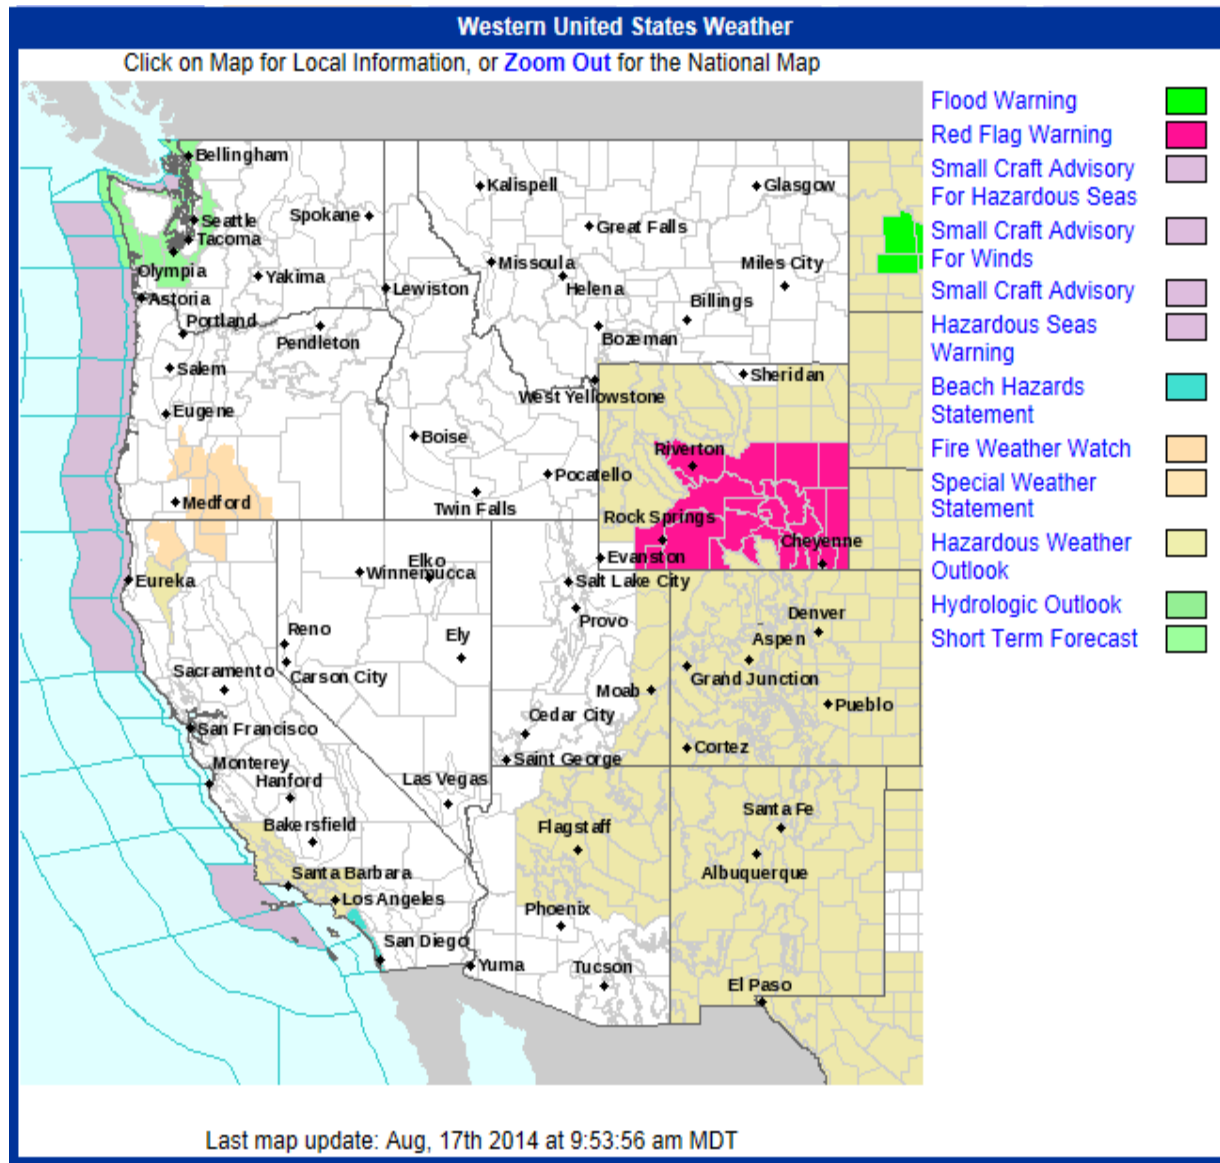 Western United States Weather
Click on Map for Local Information, or Zoom Out for the National Map
Flood Warning
Red Flag Warning
Small Craft Advisory
For Hazardous Seas
Small Craft Advisory
For Winds
Small Craft Advisory
Hazardous Seas
Warning
Beach Hazards
Statement
Fire Weather Watch
Special Weather
Statement
Hazardous Weather
Outlook
Hydrologic Outlook
Short Term Forecast
Bellingham
Kalispell
Glasgow
Spokane
Seattle
Great Falls
Tacoma
Olympia
Yakima
Missoula
Miles City
Helena
Lewiston
Astoria
Billings
Portland
Pendleton
Bozeman
Salem
Sheridan
West Yellowstone
Eugene
Boise
Riverton
Pocatello
Medford
Twin Falls
Rock Springs
Cheyenne
Evanston
Elko
Winnemucca
Eureka
Salt Lake City
Provo
Denver
Reno
Ely
Aspen
Sacramento
Carson City
Grand Junction
Moab
Pueblo
Cedar City
San Francisco
Cortez
Saint George
Monterey
Hanford
Las Vegas
Bakersfield
Flagstaff
Santa Fe
Santa Barbara
Albuquerque
Los Angeles
Phoenix
San Diego
Yuma
Tucson
El Paso
Last map update: Aug, 17th 2014 at 9:53:56 am MDT